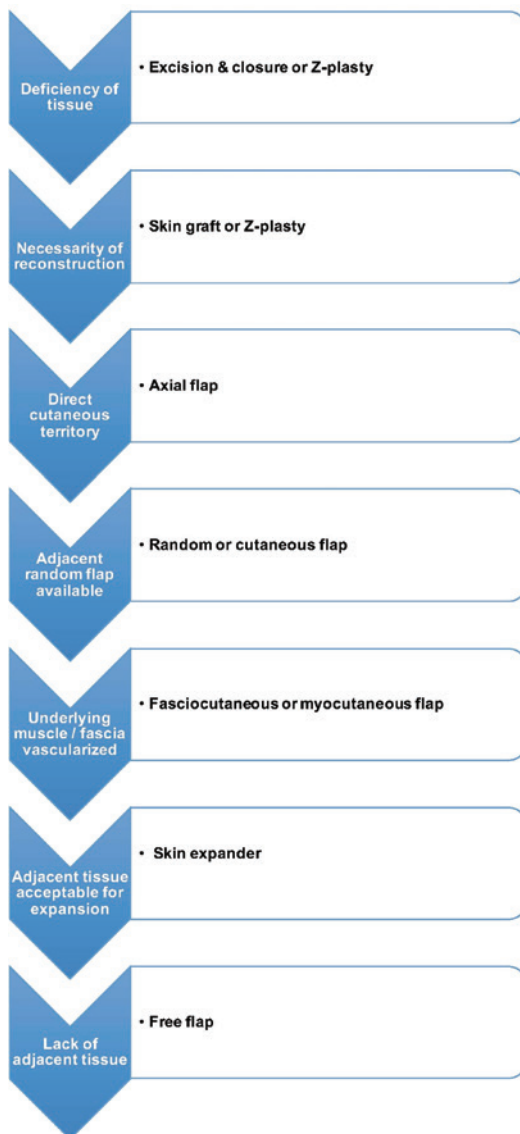 Deficiency of
tissue
• Excision & closure or Z-plasty
Necessarity of
reconstruction
• Skin graft or Z-plasty
Direct
cutaneous
territory
• Axial flap
Adjacent
random flap
available
• Random or cutaneous flap
Underlying
muscle / fascia
vascularized
• Fasciocutaneous or myocutaneous flap
Adjacent tissue
acceptable for
expansion
• Skin expander
Lack of
adjacent tissue
• Free flap